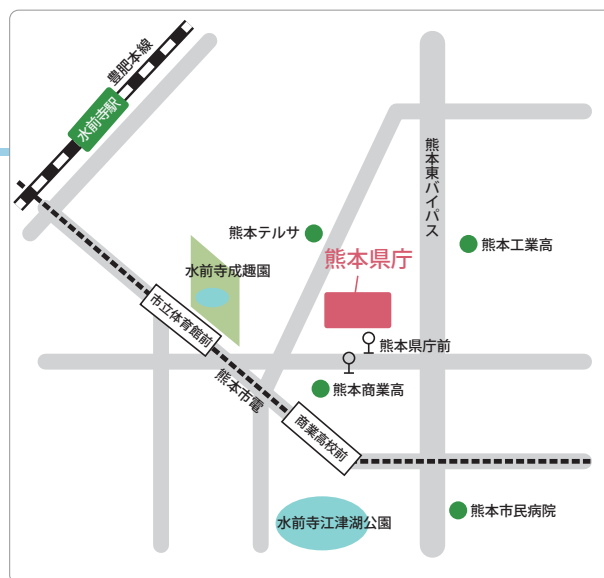 豊肥本線
水前寺駅
熊本東バイパス
熊本テルサ
熊本工業高
熊本県庁
水前寺成趣園
市立体育館前
熊本県庁前
熊本市電
熊本商業高
商業高校前
水前寺江津湖公園
熊本市民病院